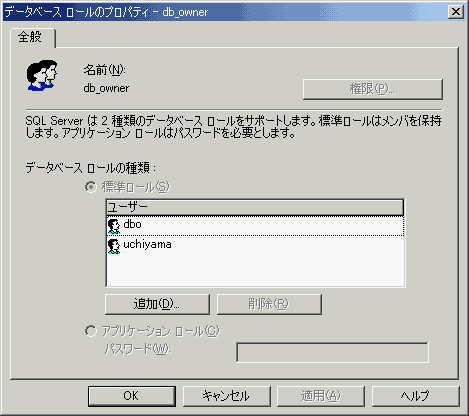 データベース ロールのプロパティ - db_owner
全般
名前(N):
db_owner
権限(P)...
SQL Server は 2 種類のデータベース ロールをサポートします。標準ロールはメンバを保持
します。アプリケーション ロールはパスワードを必要とします。
データベース ロールの種類 :
標準ロール(S)
ユーザー
dbo
uchiyama
追加(D)...
削除(R)
アプリケーション ロール(C)
パスワード(W):
OK
キャンセル
適用(A)
ヘルプ